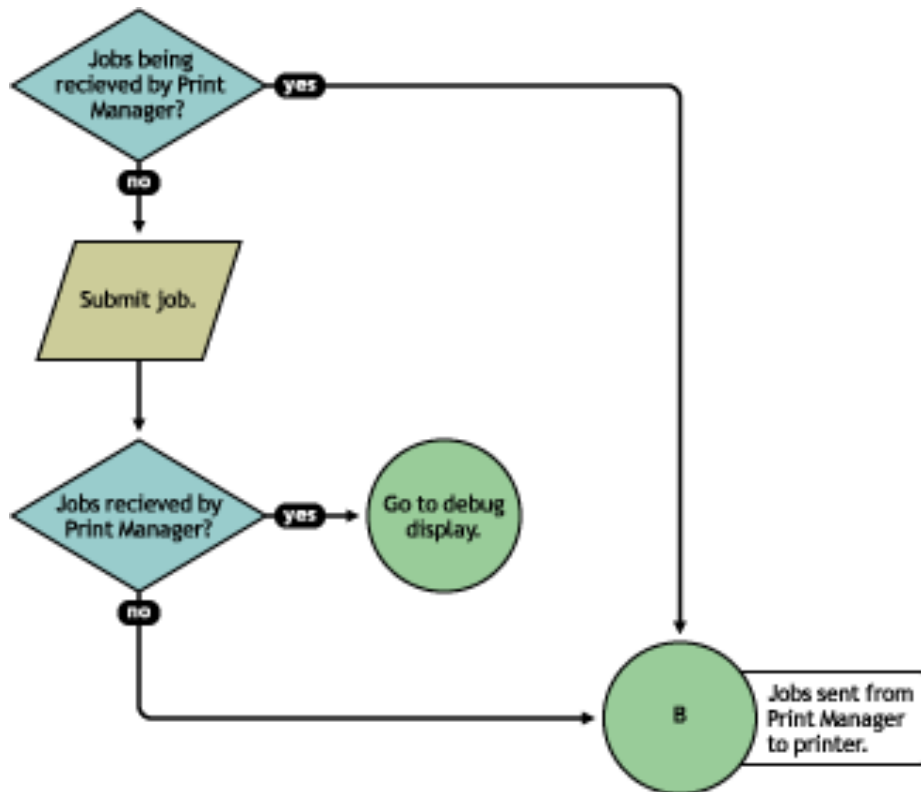 Jobs being
recieved by Print
Manager?
yes
no
Submit job.
Jobs recieved by
Print Manager?
yes
Go to debug
display.
no
B
Jobs sent from
Print Manager
to printer.